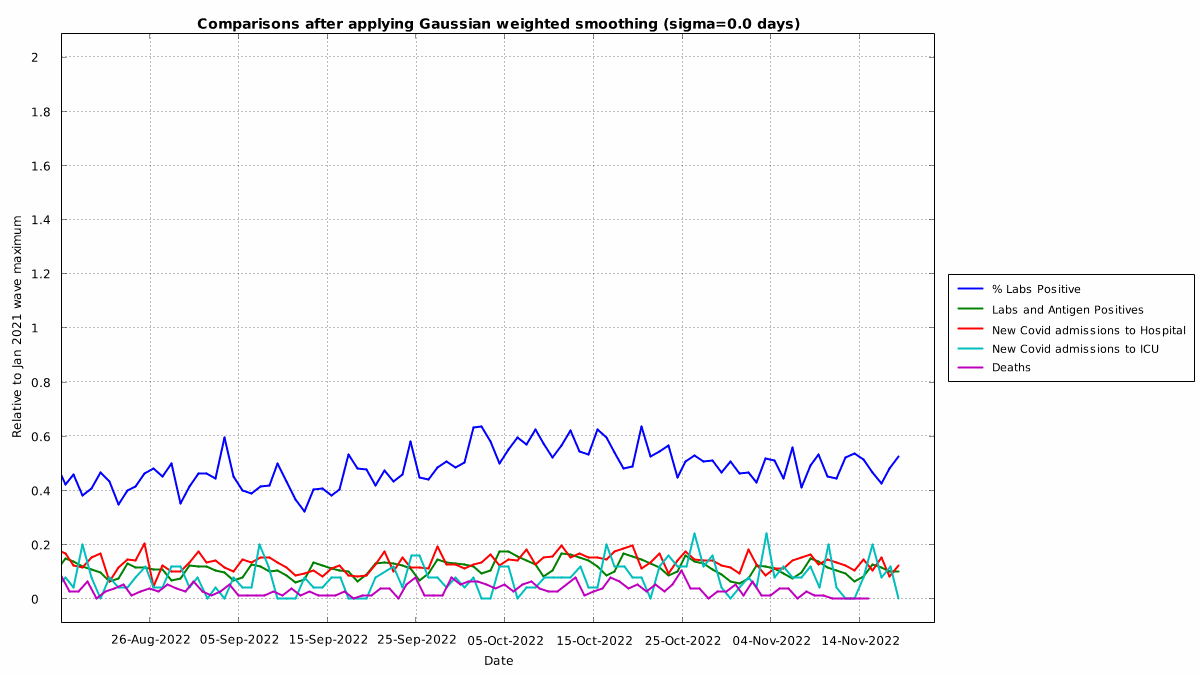 Comparisons after applying Gaussian weighted smoothing (sigma=0.0 days)
Relative to Jan 2021 wave maximum
2
1.8
1.6
1.4
1.2
1
0.8
0.6
0.4
0.2
0
26-Aug-2022 05-Sep-2022 15-Sep-2022 25-Sep-2022 05-Oct-2022 15-Oct-2022 25-Oct-2022 04-Nov-2022 14-Nov-2022
Date
% Labs Positive
Labs and Antigen Positives
New Covid admissions to Hospital
New Covid admissions to ICU
Deaths